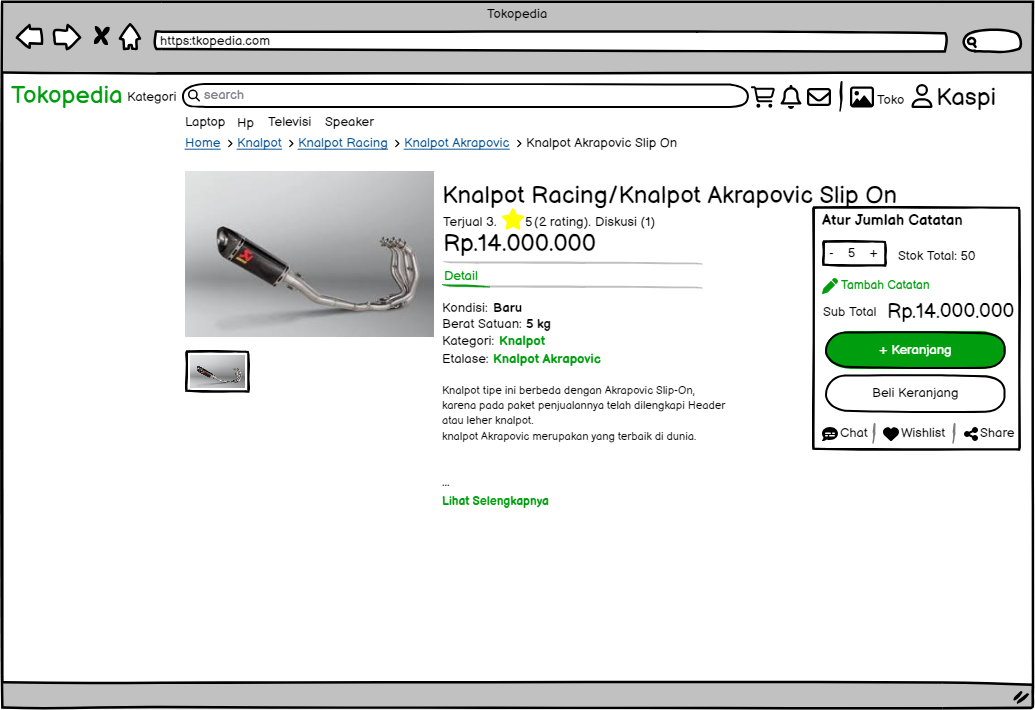 Tokopedia
https:tkopedia.com
Tokopedia Kategori search Toko Kaspi
Laptop Hp Televisi Speaker
Home > Knalpot > Knalpot Racing > Knalpot Akrapovic > Knalpot Akrapovic Slip On
Knalpot Racing/Knalpot Akrapovic Slip On
Terjual 3. 5 (2 rating). Diskusi (1)
Rp.14.000.000
Detail
Kondisi: Baru
Berat Satuan: 5 kg
Kategori: Knalpot
Etalase: Knalpot Akrapovic
Knalpot tipe ini berbeda dengan Akrapovic Slip-On,
karena pada paket penjualannya telah dilengkapi Header
atau leher knalpot.
knalpot Akrapovic merupakan yang terbaik di dunia.
...
Lihat Selengkapnya
Atur Jumlah Catatan
- 5 + Stok Total: 50
Tambah Catatan
Sub Total Rp.14.000.000
+ Keranjang
Beli Keranjang
Chat Wishlist Share